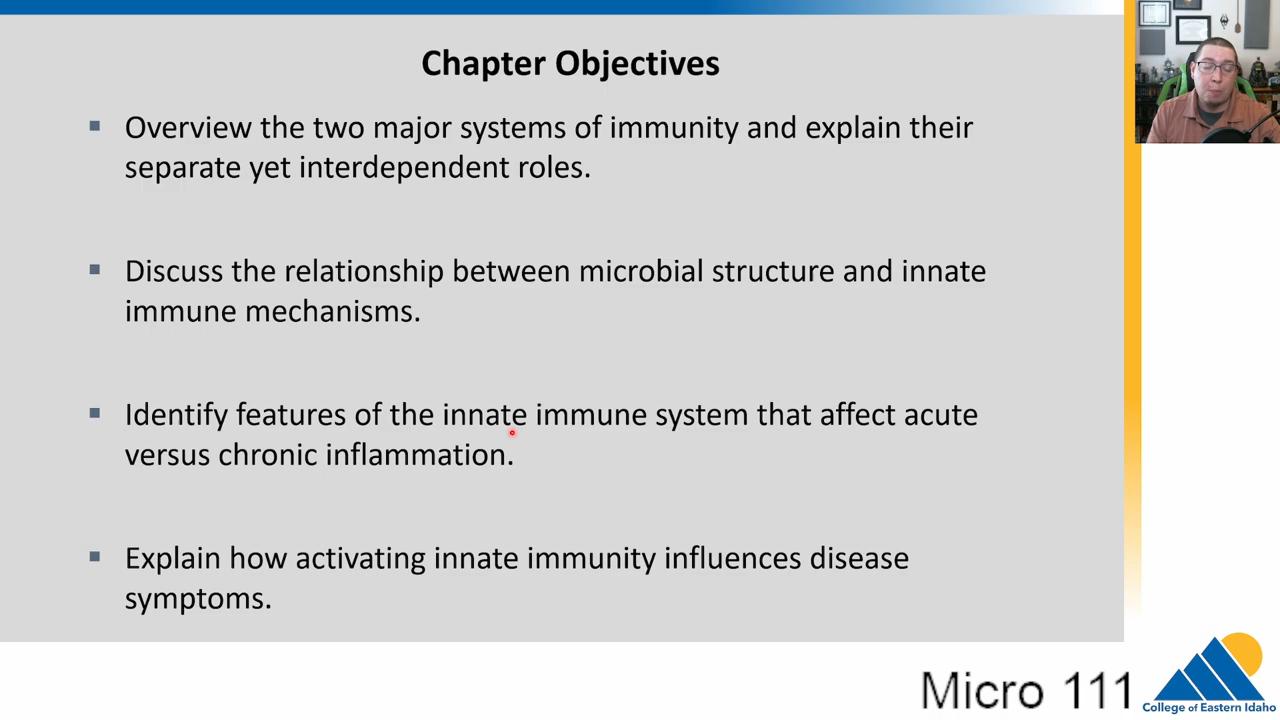 Chapter Objectives
▪ Overview the two major systems of immunity and explain their
separate yet interdependent roles.
▪ Discuss the relationship between microbial structure and innate
immune mechanisms.
▪ Identify features of the innate immune system that affect acute
versus chronic inflammation.
▪ Explain how activating innate immunity influences disease
symptoms.
Micro 111
College of Eastern Idaho